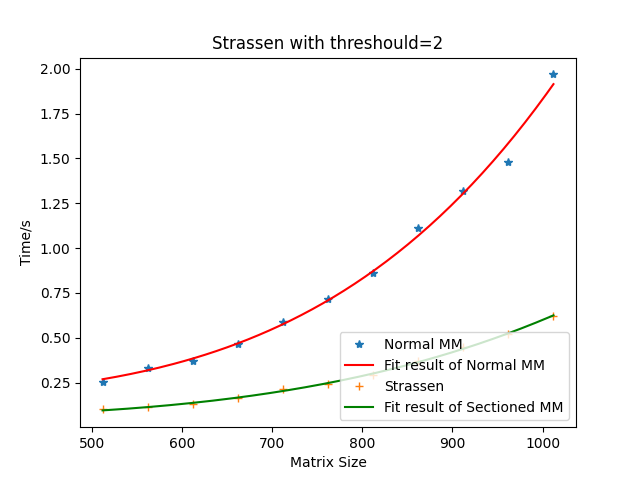 Strassen with threshould=2
2.00
1.75
1.50
1.25
1.00
0.75
0.50
0.25
Time/s
500 600 700 800 900 1000
Matrix Size
Normal MM
Fit result of Normal MM
Strassen
Fit result of Sectioned MM